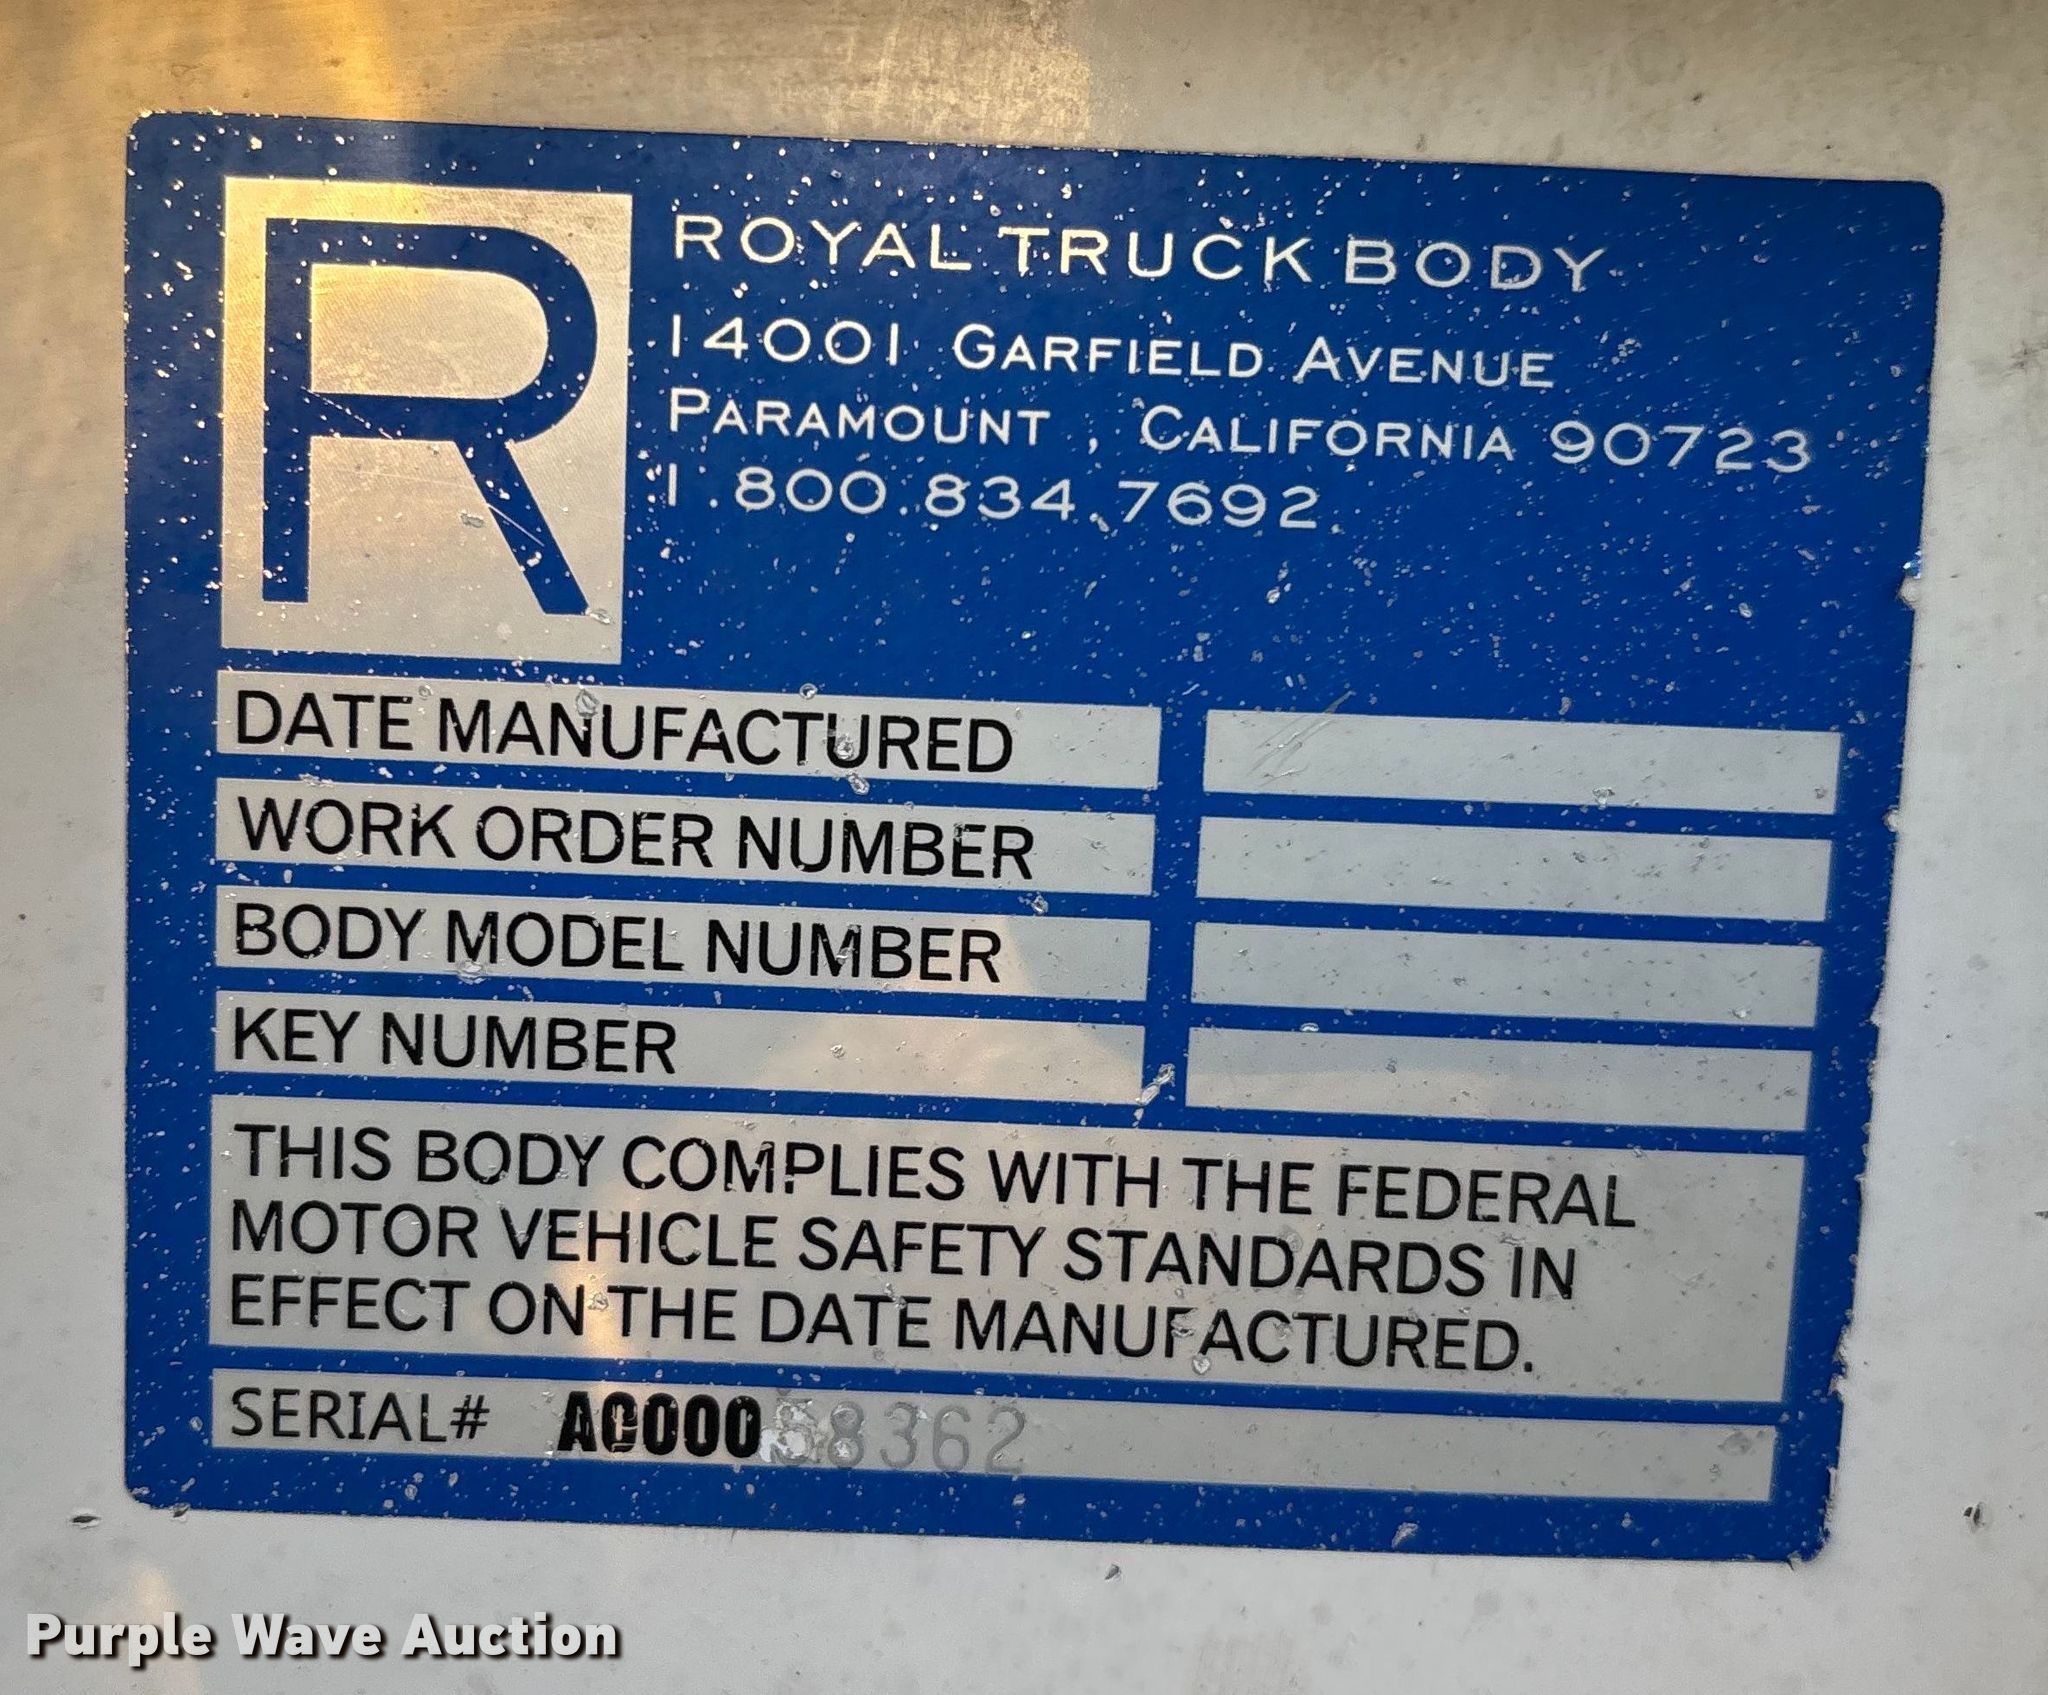 R
ROYAL TRUCK BODY
14001 GARFIELD AVENUE
PARAMOUNT, CALIFORNIA 90723
1.800.834.7692
DATE MANUFACTURED
WORK ORDER NUMBER
BODY MODEL NUMBER
KEY NUMBER
THIS BODY COMPLIES WITH THE FEDERAL
MOTOR VEHICLE SAFETY STANDARDS IN
EFFECT ON THE DATE MANUFACTURED.
SERIAL#
Purple Wave Auction